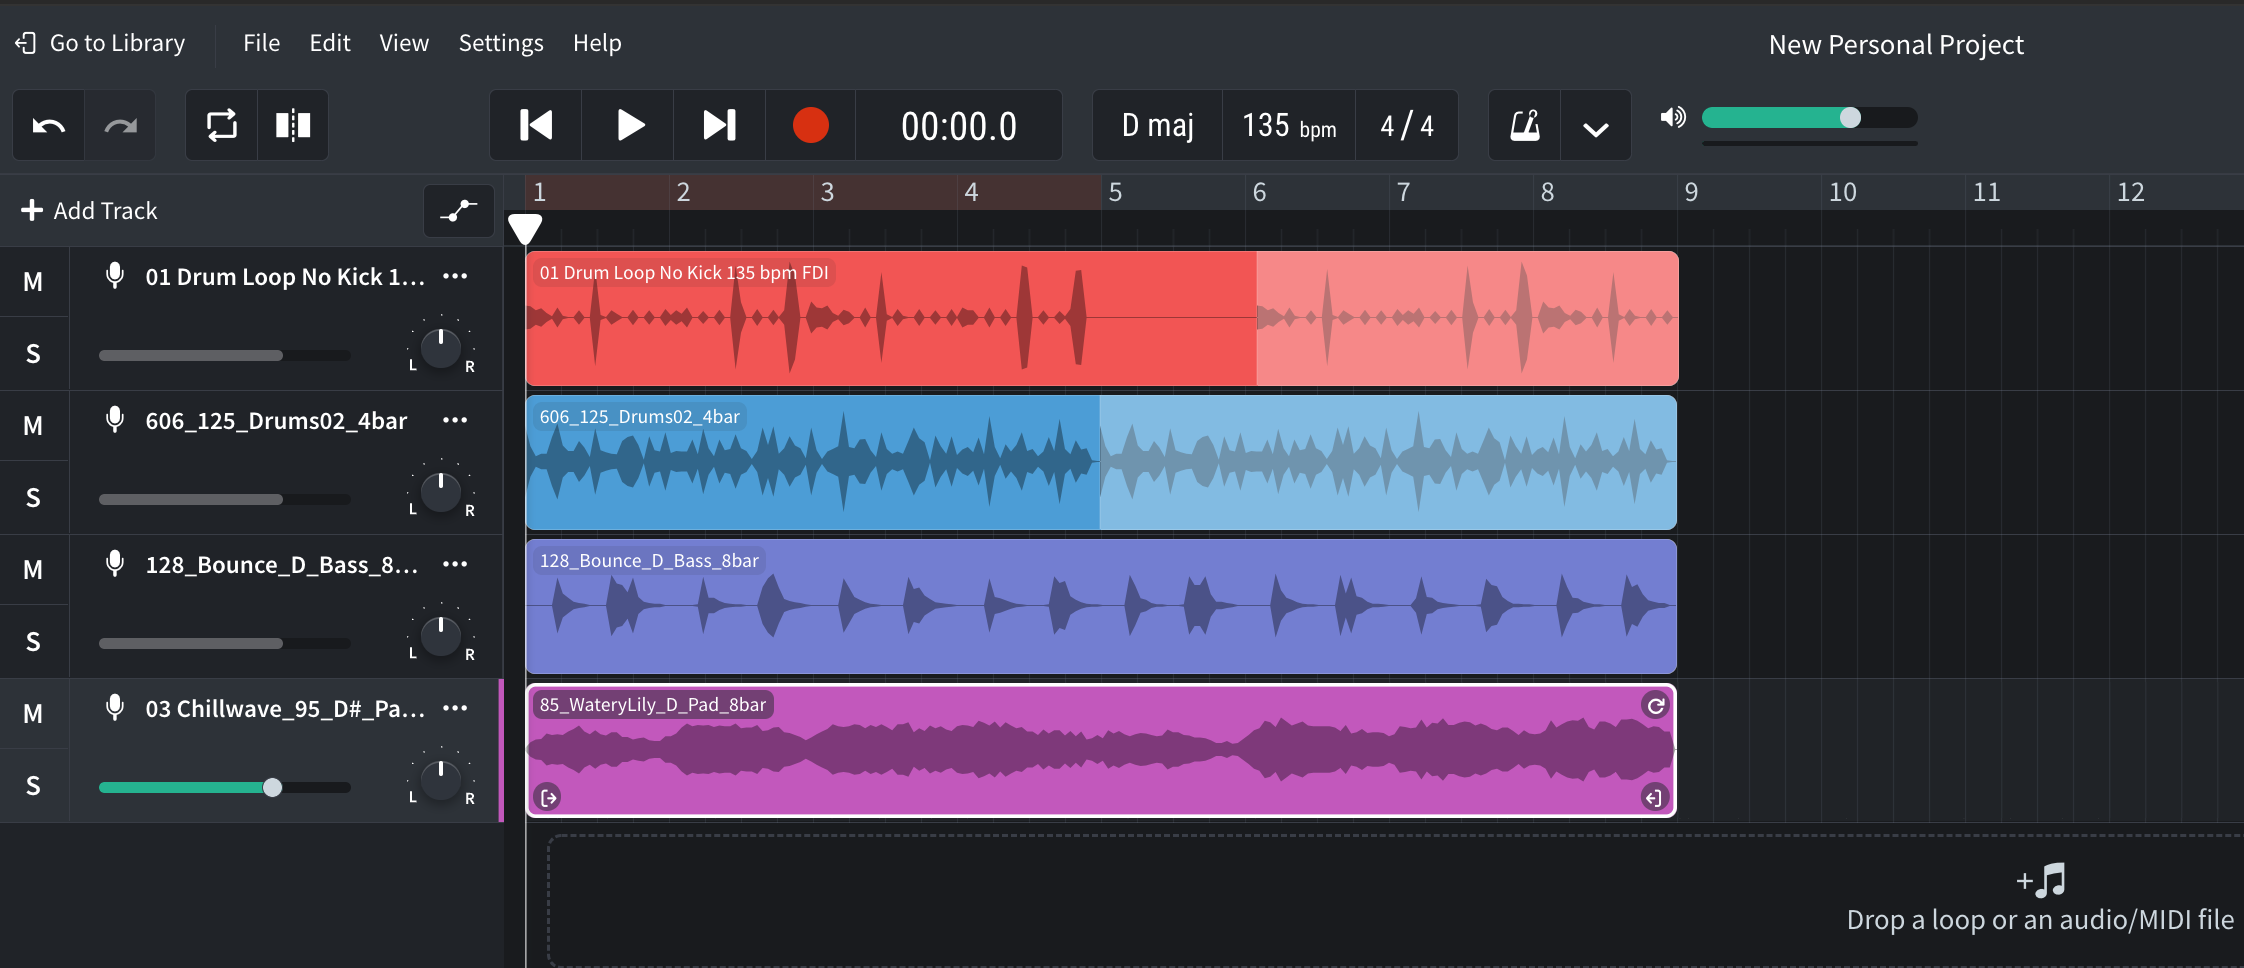 Go to Library File Edit View Settings Help New Personal Project
00:00.0 D maj 135 bpm 4 / 4
Add Track 1 2 3 4 5 6 7 8 9 10 11 12
M 01 Drum Loop No Kick 1... 01 Drum Loop No Kick 135 bpm FDI
S L R
M 606_125_Drums02_4bar 606_125_Drums02_4bar
S L R
M 128_Bounce_D_Bass_8... 128_Bounce_D_Bass_8bar
S L R
M 03 Chillwave_95_D#_Pa... 85_WateryLily_D_Pad_8bar
S L R
Drop a loop or an audio/MIDI file